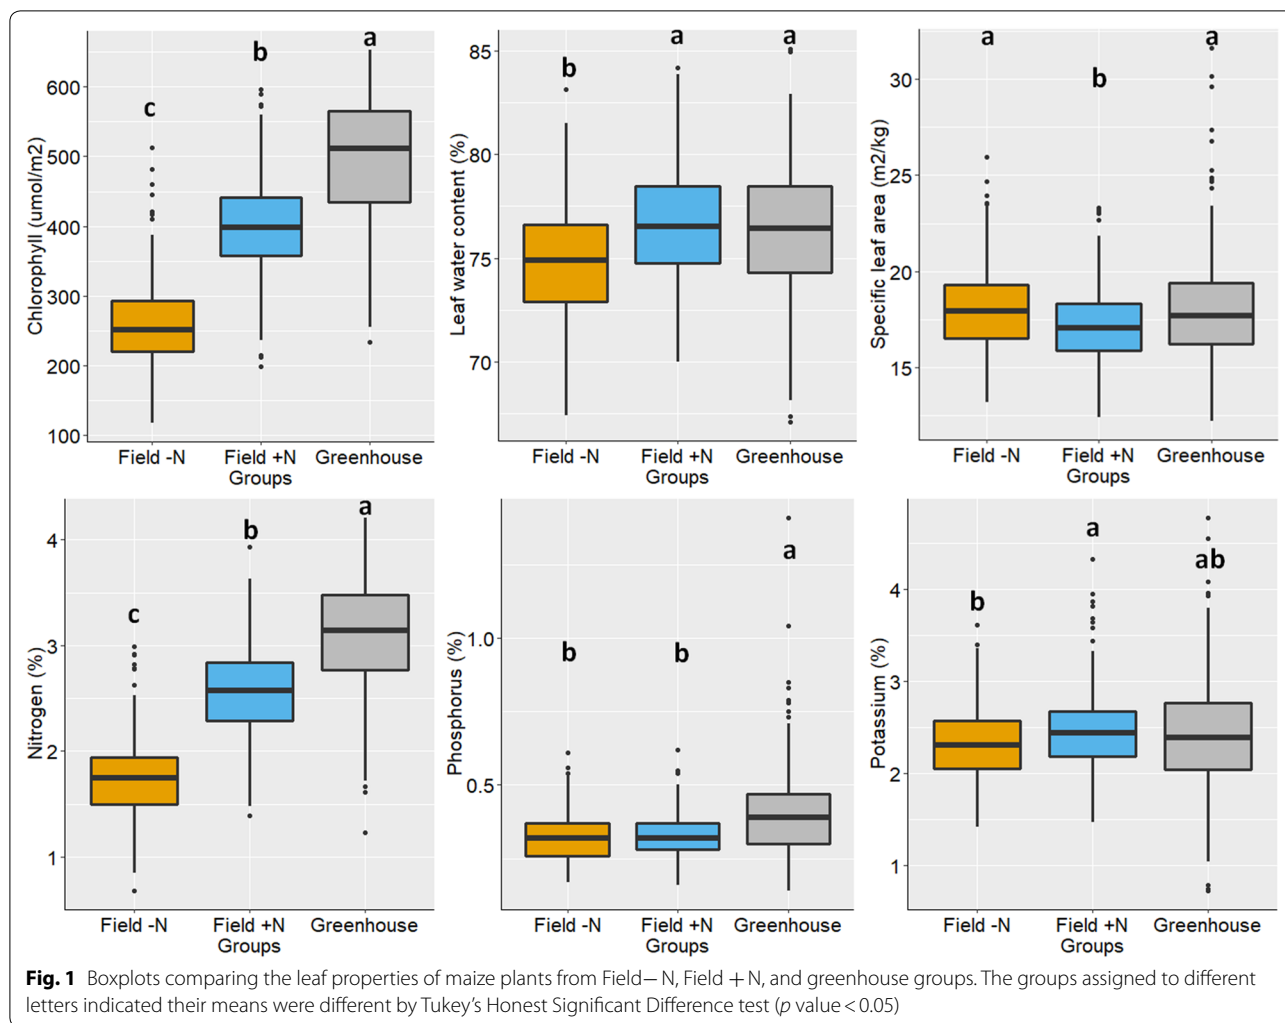 c
b
a
Chlorophyll (umol/m2)
600
500
400
300
200
100
Field -N
Field +N
Greenhouse
Groups
b
a
a
Leaf water content (%)
85
80
75
70
Field -N
Field +N
Greenhouse
Groups
a
b
a
Specific leaf area (m2/kg)
30
25
20
15
Field -N
Field +N
Greenhouse
Groups
c
b
a
Nitrogen (%)
4
3
2
1
Field -N
Field +N
Greenhouse
Groups
b
b
a
Phosphorus (%)
1.0
0.5
Field -N
Field +N
Greenhouse
Groups
b
a
ab
Potassium (%)
4
3
2
1
Field -N
Field +N
Greenhouse
Groups
Fig. 1 Boxplots comparing the leaf properties of maize plants from Field− N, Field + N, and greenhouse groups. The groups assigned to different
letters indicated their means were different by Tukey’s Honest Significant Difference test (p value < 0.05)